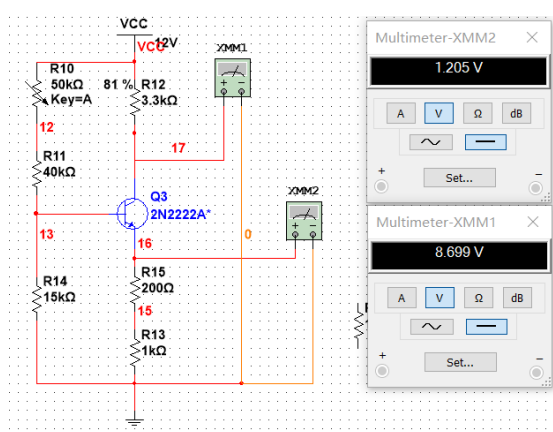 VCC
VCC
12V
XMM1
R10
50kΩ
Key=A
81 %
R12
3.3kΩ
12
17
R11
40kΩ
Q3
2N2222A*
XMM2
13
16
0
R14
15kΩ
R15
200Ω
15
R13
1kΩ
Multimeter-XMM2
1.205 V
A V Ω dB
Set...
+ -
Multimeter-XMM1
8.699 V
A V Ω dB
Set...
+ -